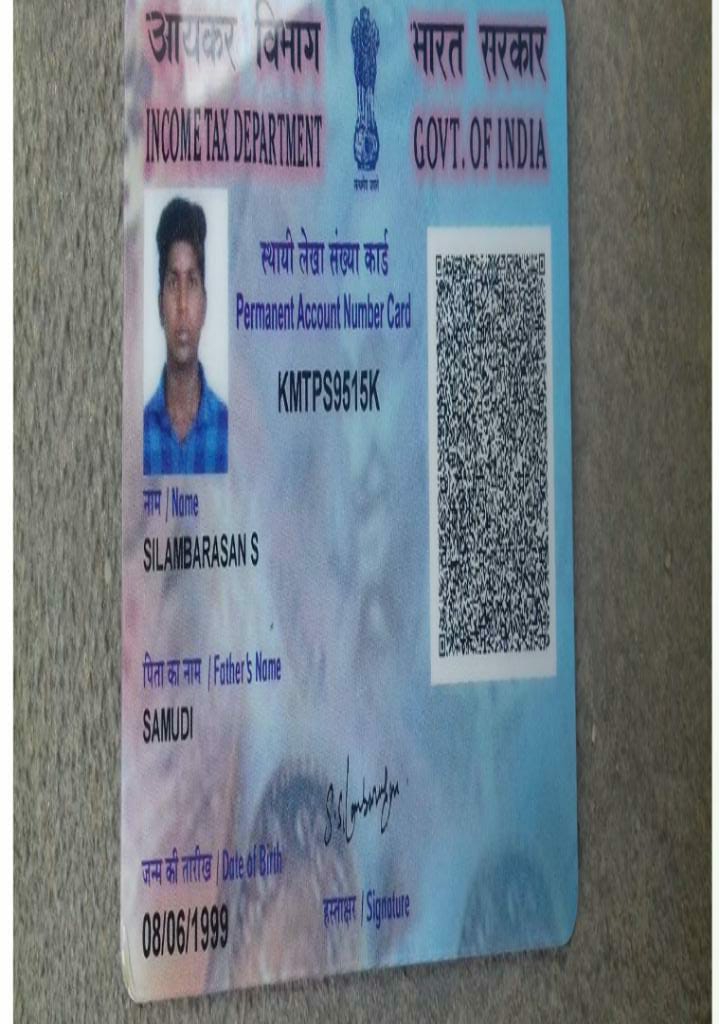 आयकर विभाग
INCOME TAX DEPARTMENT
भारत सरकार
GOVT. OF INDIA
सत्यमेव जयते
स्थायी लेखा संख्या कार्ड
Permanent Account Number Card
KMTPS9515K
नाम / Name
SILAMBARASAN S
पिता का नाम / Father's Name
SAMUDI
जन्म की तारीख / Date of Birth
08/06/1999
हस्ताक्षर / Signature